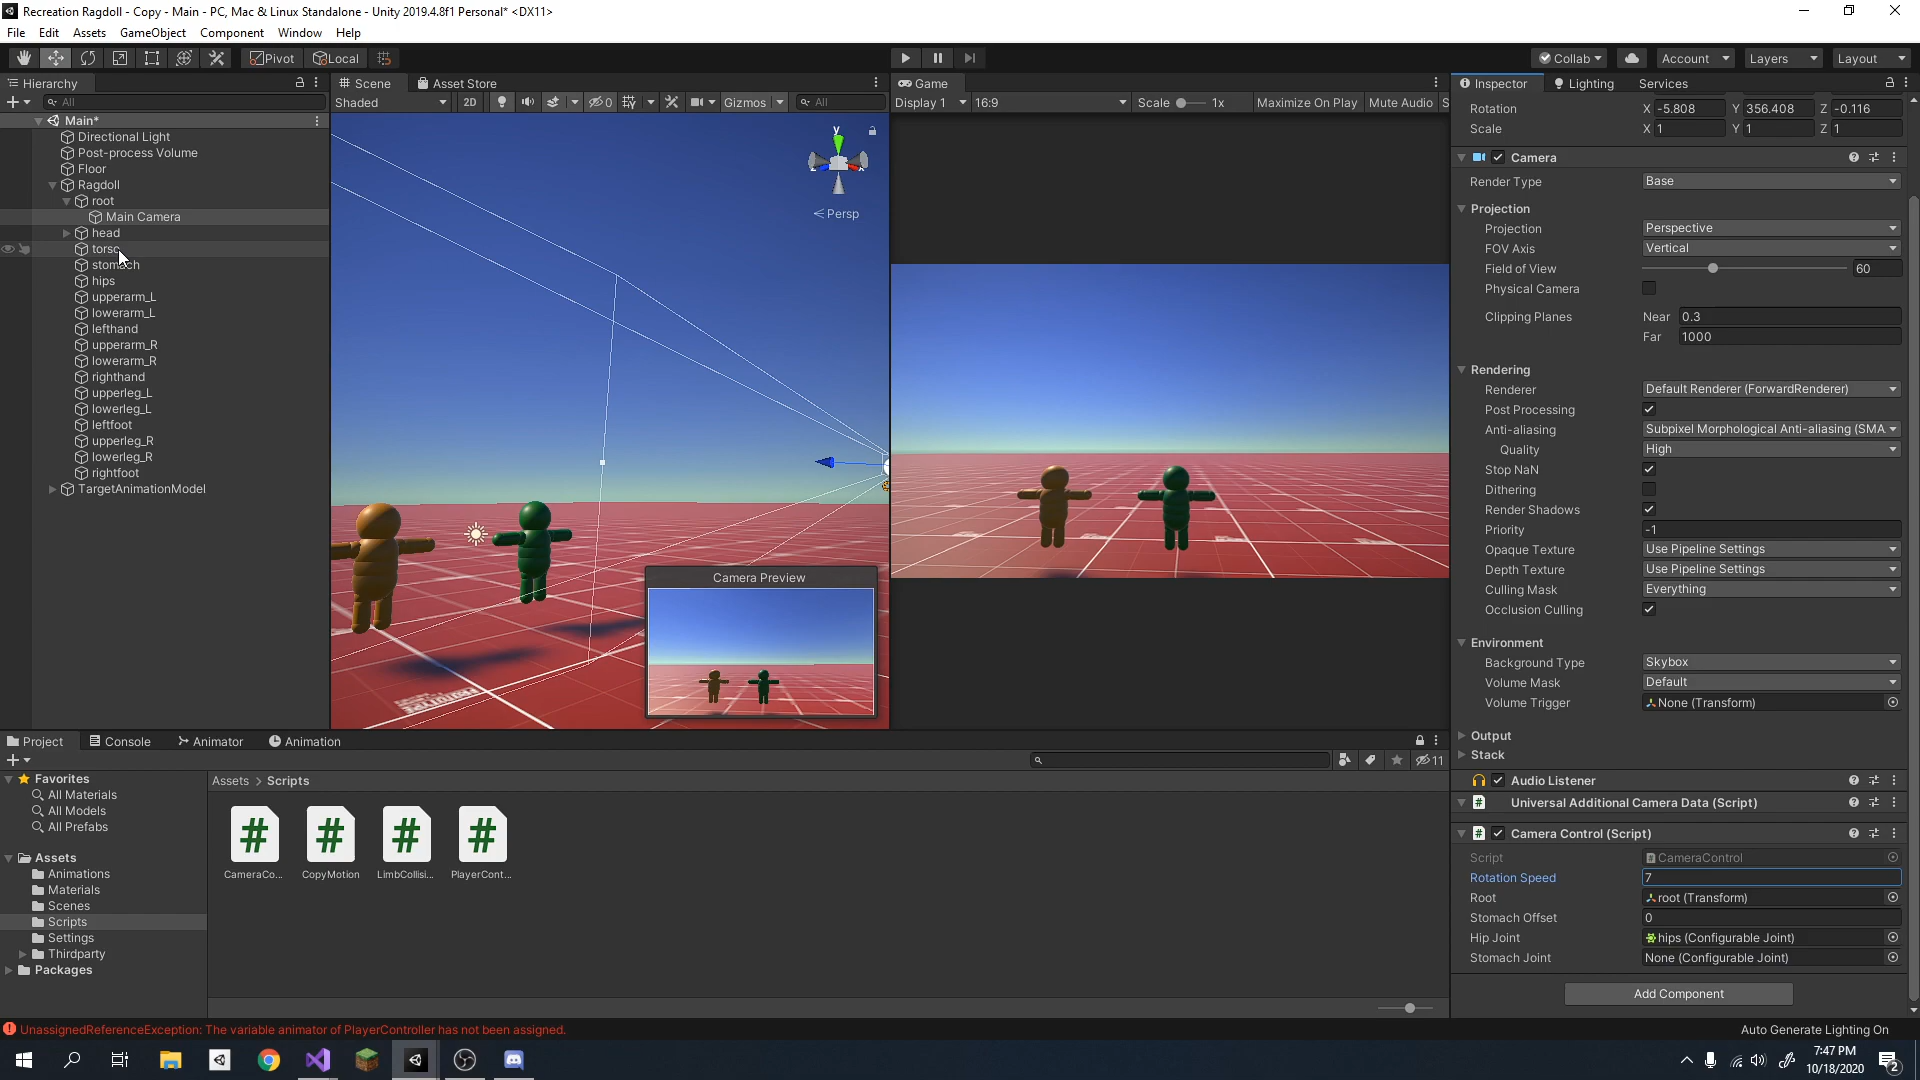 Recreation Ragdoll - Copy - Main - PC, Mac & Linux Standalone - Unity 2019.4.8f1 Personal* <DX11>
File Edit Assets GameObject Component Window Help
Pivot Local Collab Account Layers Layout
Hierarchy
All
Main*
Directional Light
Post-process Volume
Floor
Ragdoll
root
Main Camera
head
torso
stomach
hips
upperarm_L
lowerarm_L
lefthand
upperarm_R
lowerarm_R
righthand
upperleg_L
lowerleg_L
leftfoot
upperleg_R
lowerleg_R
rightfoot
TargetAnimationModel
Scene Asset Store
Shaded 2D 0 Gizmos All
y
Persp
Camera Preview
Game
Display 1 16:9 Scale 1x Maximize On Play Mute Audio S
Inspector Lighting Services
Rotation X -5.808 Y 356.408 Z -0.116
Scale X 1 Y 1 Z 1
Camera
Render Type Base
Projection
Projection Perspective
FOV Axis Vertical
Field of View 60
Physical Camera
Clipping Planes Near 0.3
Far 1000
Rendering
Renderer Default Renderer (ForwardRenderer)
Post Processing
Anti-aliasing Subpixel Morphological Anti-aliasing (SMA
Quality High
Stop NaN
Dithering
Render Shadows
Priority -1
Opaque Texture Use Pipeline Settings
Depth Texture Use Pipeline Settings
Culling Mask Everything
Occlusion Culling
Environment
Background Type Skybox
Volume Mask Default
Volume Trigger None (Transform)
Output
Stack
Audio Listener
Universal Additional Camera Data (Script)
Camera Control (Script)
Script CameraControl
Rotation Speed 7
Root root (Transform)
Stomach Offset 0
Hip Joint hips (Configurable Joint)
Stomach Joint None (Configurable Joint)
Add Component
Project Console Animator Animation
11
Favorites
All Materials
All Models
All Prefabs
Assets
Animations
Materials
Scenes
Scripts
Settings
Thirdparty
Packages
Assets > Scripts
CameraCo... CopyMotion LimbCollisi... PlayerCont...
UnassignedReferenceException: The variable animator of PlayerController has not been assigned.
Auto Generate Lighting On
7:47 PM
10/18/2020
2